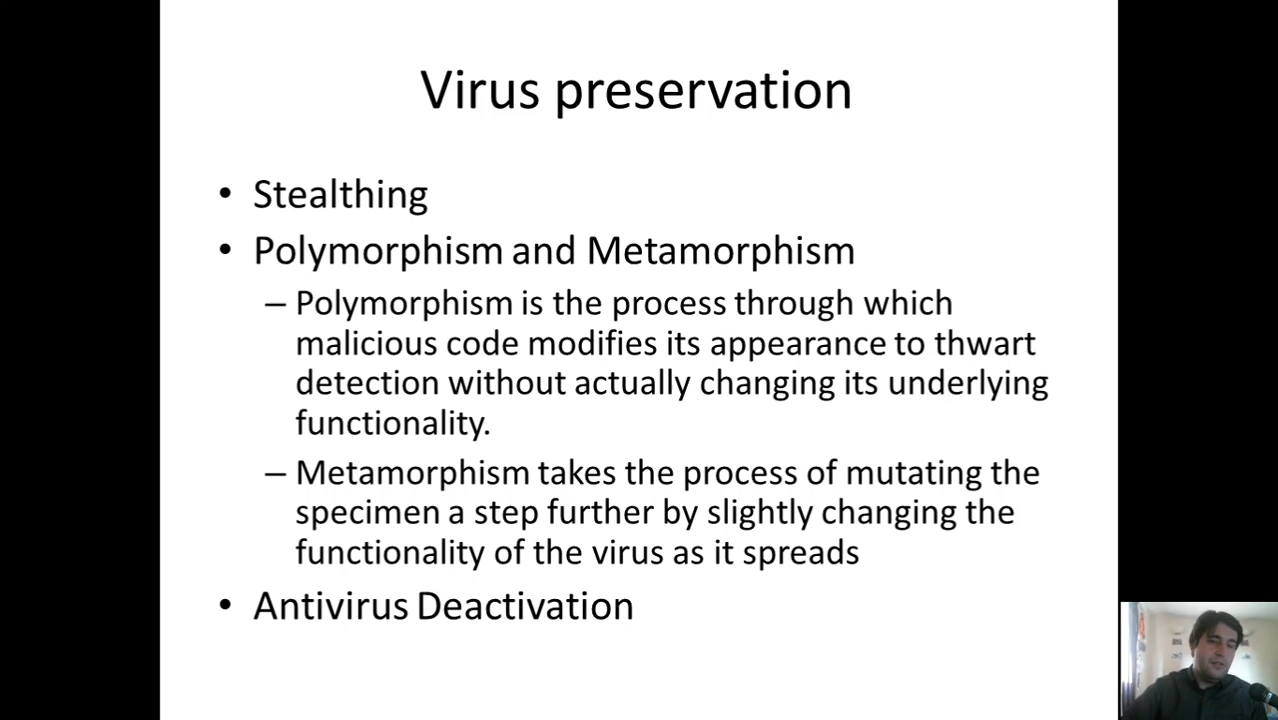 Virus preservation
• Stealthing
• Polymorphism and Metamorphism
– Polymorphism is the process through which
malicious code modifies its appearance to thwart
detection without actually changing its underlying
functionality.
– Metamorphism takes the process of mutating the
specimen a step further by slightly changing the
functionality of the virus as it spreads
• Antivirus Deactivation